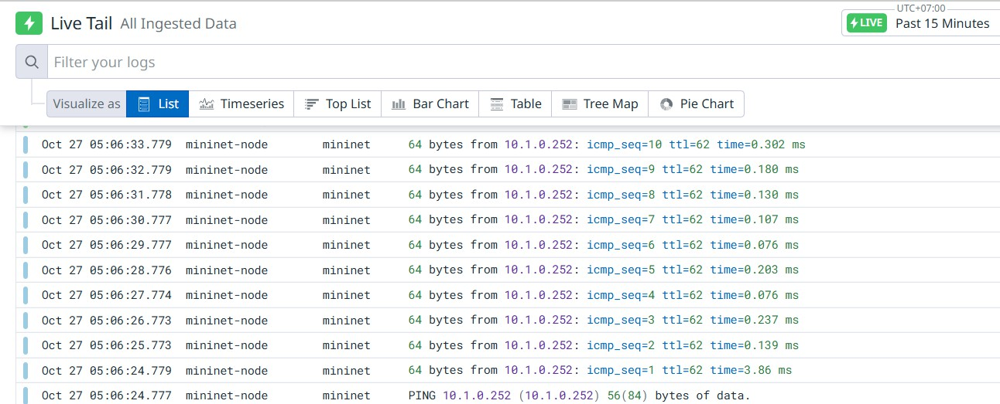 Live Tail All Ingested Data
UTC+07:00
LIVE Past 15 Minutes
Filter your logs
Visualize as List Timeseries Top List Bar Chart Table Tree Map Pie Chart
Oct 27 05:06:33.779 mininet-node mininet 64 bytes from 10.1.0.252: icmp_seq=10 ttl=62 time=0.302 ms
Oct 27 05:06:32.779 mininet-node mininet 64 bytes from 10.1.0.252: icmp_seq=9 ttl=62 time=0.180 ms
Oct 27 05:06:31.778 mininet-node mininet 64 bytes from 10.1.0.252: icmp_seq=8 ttl=62 time=0.130 ms
Oct 27 05:06:30.777 mininet-node mininet 64 bytes from 10.1.0.252: icmp_seq=7 ttl=62 time=0.107 ms
Oct 27 05:06:29.777 mininet-node mininet 64 bytes from 10.1.0.252: icmp_seq=6 ttl=62 time=0.076 ms
Oct 27 05:06:28.776 mininet-node mininet 64 bytes from 10.1.0.252: icmp_seq=5 ttl=62 time=0.203 ms
Oct 27 05:06:27.774 mininet-node mininet 64 bytes from 10.1.0.252: icmp_seq=4 ttl=62 time=0.076 ms
Oct 27 05:06:26.773 mininet-node mininet 64 bytes from 10.1.0.252: icmp_seq=3 ttl=62 time=0.237 ms
Oct 27 05:06:25.773 mininet-node mininet 64 bytes from 10.1.0.252: icmp_seq=2 ttl=62 time=0.139 ms
Oct 27 05:06:24.779 mininet-node mininet 64 bytes from 10.1.0.252: icmp_seq=1 ttl=62 time=3.86 ms
Oct 27 05:06:24.777 mininet-node mininet PING 10.1.0.252 (10.1.0.252) 56(84) bytes of data.